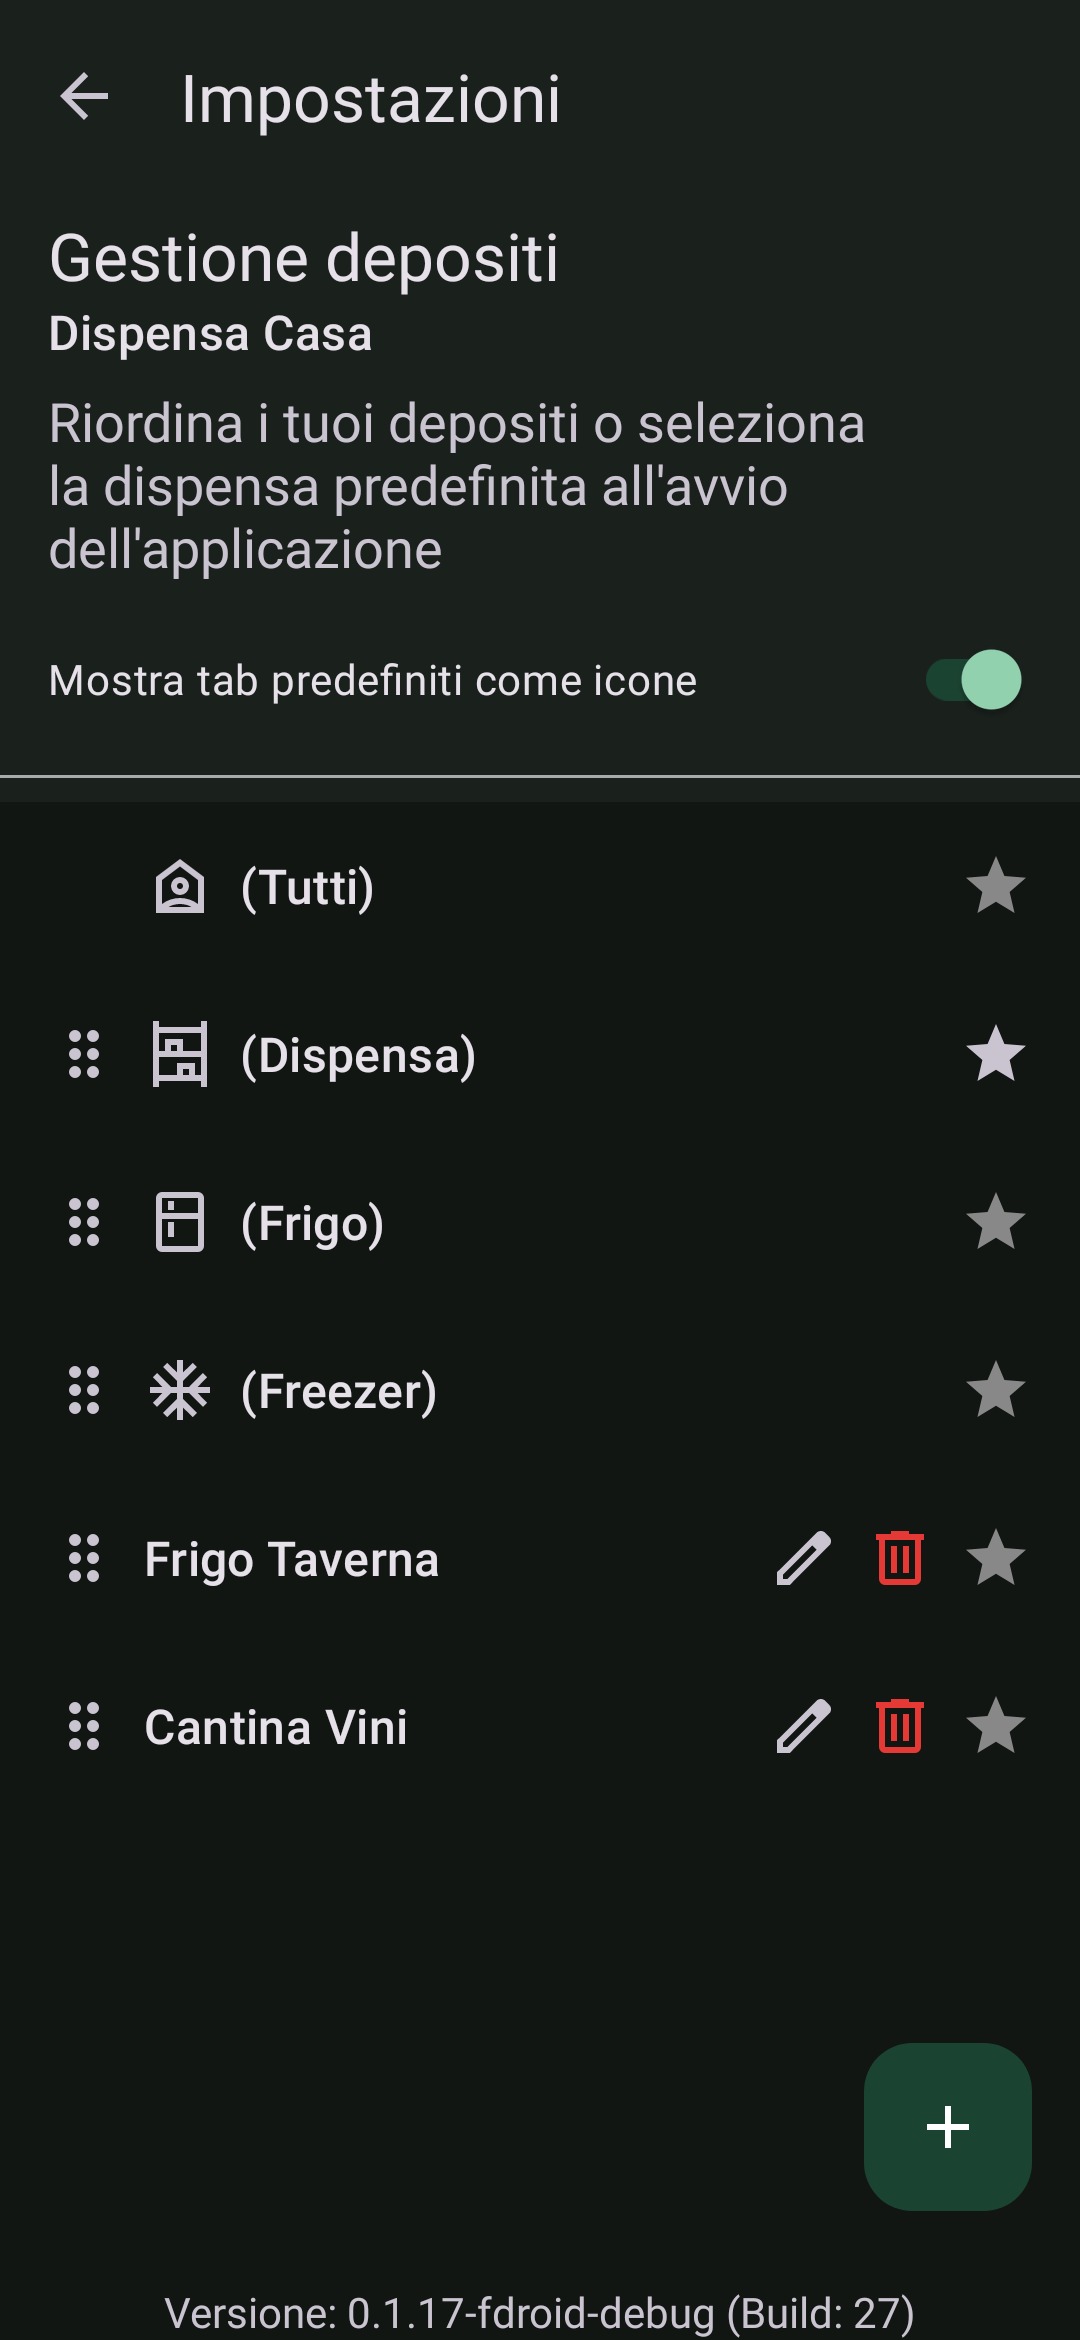 Impostazioni
Gestione depositi
Dispensa Casa
Riordina i tuoi depositi o seleziona
la dispensa predefinita all'avvio
dell'applicazione
Mostra tab predefiniti come icone
(Tutti)
(Dispensa)
(Frigo)
(Freezer)
Frigo Taverna
Cantina Vini
Versione: 0.1.17-fdroid-debug (Build: 27)